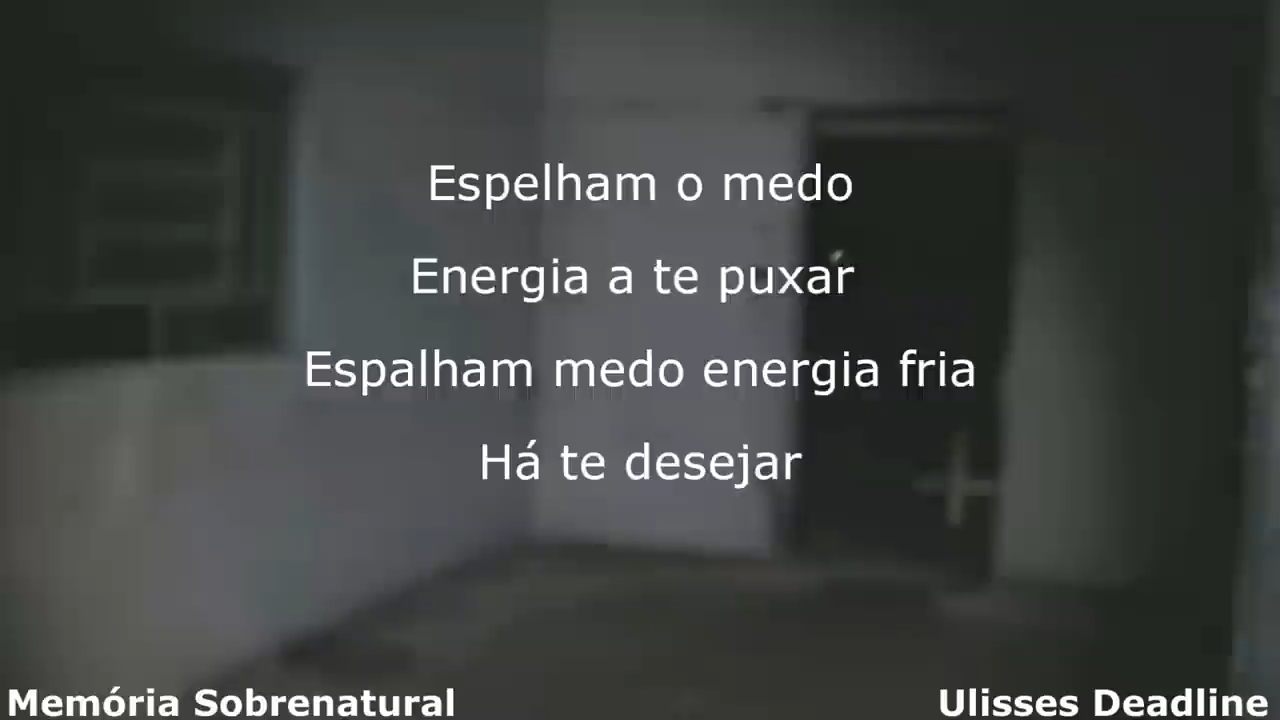 Espelham o medo
Energia a te puxar
Espalham medo energia fria
Há te desejar
Memória Sobrenatural
Ulisses Deadline